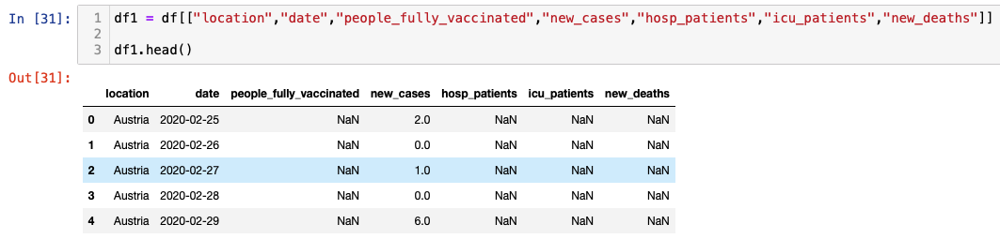 In [31]:
1 df1 = df[["location","date","people_fully_vaccinated","new_cases","hosp_patients","icu_patients","new_deaths"]]
2
3 df1.head()
Out[31]:
location date people_fully_vaccinated new_cases hosp_patients icu_patients new_deaths
0 Austria 2020-02-25 NaN 2.0 NaN NaN NaN
1 Austria 2020-02-26 NaN 0.0 NaN NaN NaN
2 Austria 2020-02-27 NaN 1.0 NaN NaN NaN
3 Austria 2020-02-28 NaN 0.0 NaN NaN NaN
4 Austria 2020-02-29 NaN 6.0 NaN NaN NaN